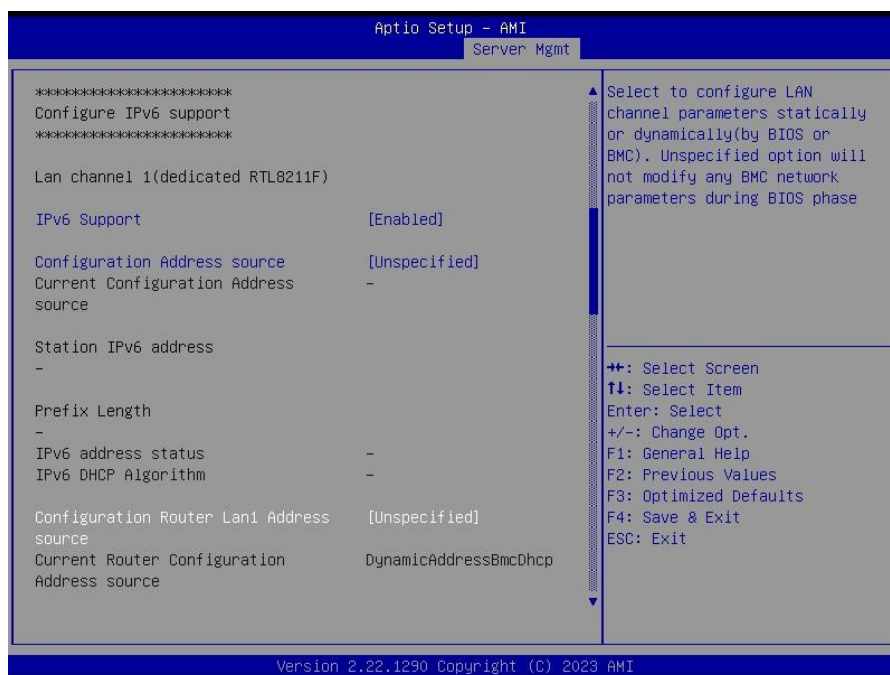 Aptio Setup – AMI
Server Mgmt
***********************
Configure IPv6 support
***********************
Lan channel 1(dedicated RTL8211F)
IPv6 Support [Enabled]
Configuration Address source [Unspecified]
Current Configuration Address –
source
Station IPv6 address
–
Prefix Length
–
IPv6 address status –
IPv6 DHCP Algorithm –
Configuration Router Lan1 Address [Unspecified]
source
Current Router Configuration DynamicAddressBmcDhcp
Address source
Select to configure LAN
channel parameters statically
or dynamically(by BIOS or
BMC). Unspecified option will
not modify any BMC network
parameters during BIOS phase
→←: Select Screen
↑↓: Select Item
Enter: Select
+/-: Change Opt.
F1: General Help
F2: Previous Values
F3: Optimized Defaults
F4: Save & Exit
ESC: Exit
Version 2.22.1290 Copyright (C) 2023 AMI